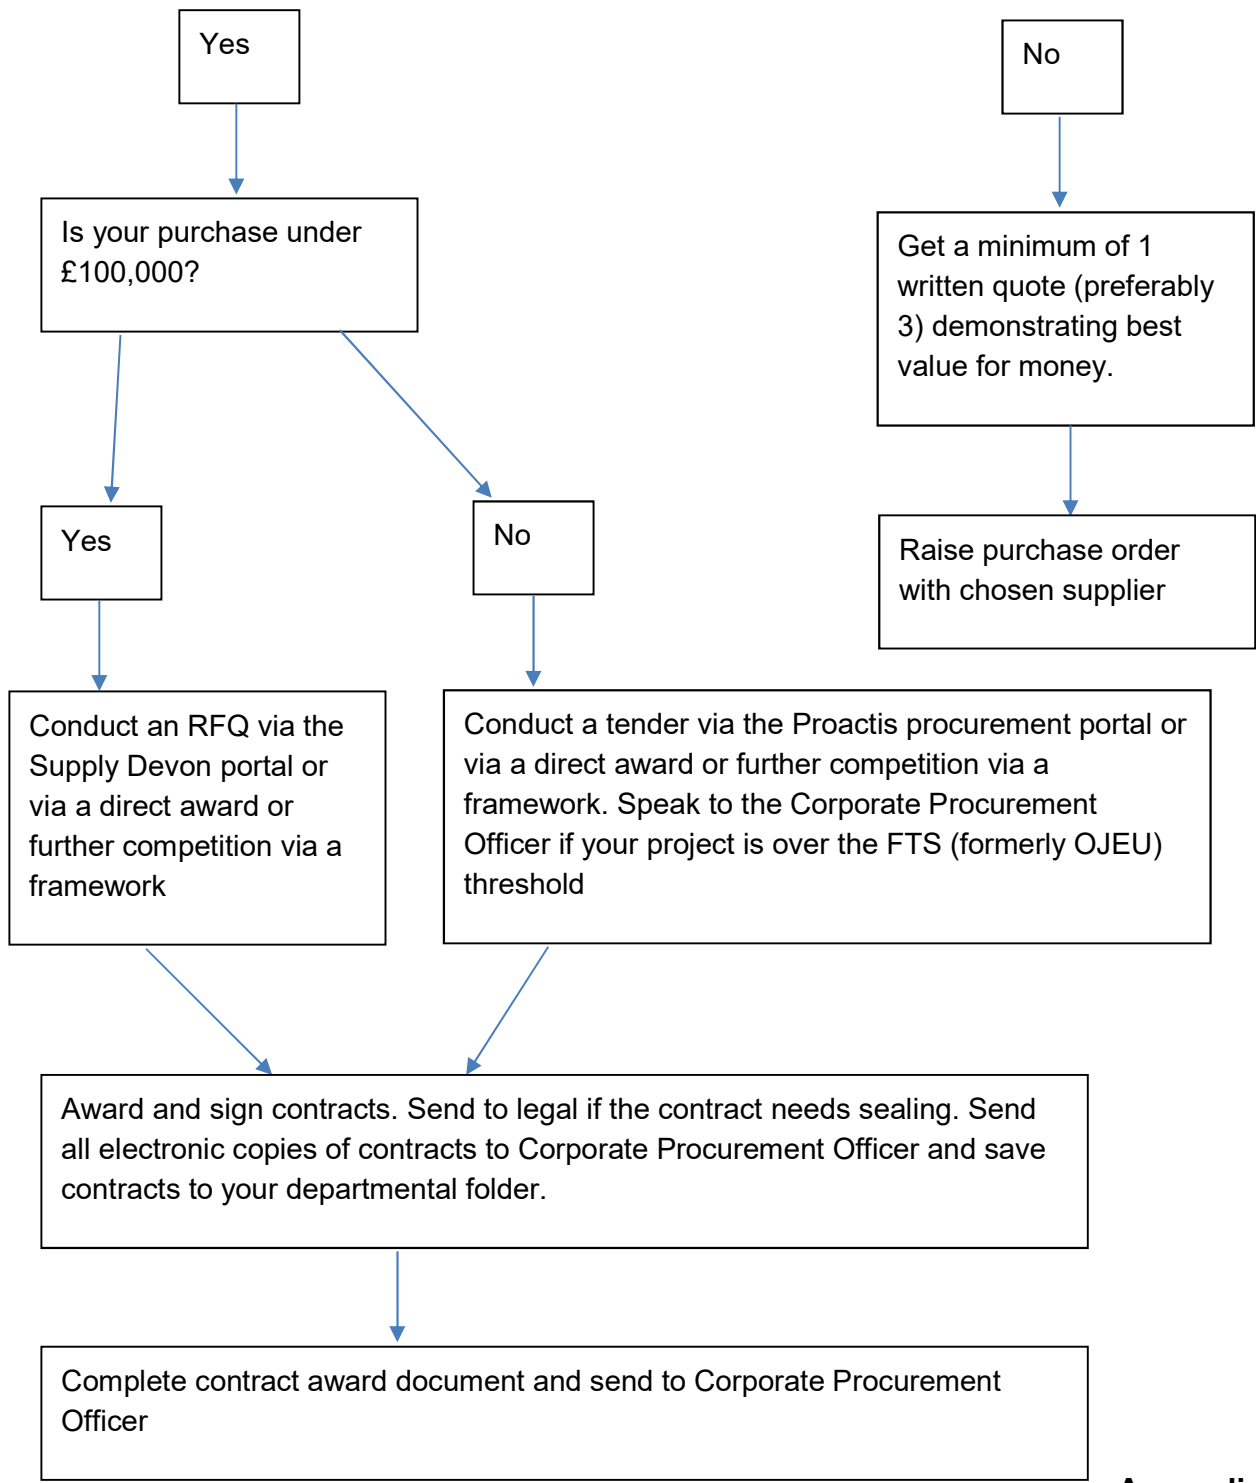 Yes
No
Is your purchase under
£100,000?
Get a minimum of 1
written quote (preferably
3) demonstrating best
value for money.
Yes
No
Raise purchase order
with chosen supplier
Conduct an RFQ via the
Supply Devon portal or
via a direct award or
further competition via a
framework
Conduct a tender via the Proactis procurement portal or
via a direct award or further competition via a
framework. Speak to the Corporate Procurement
Officer if your project is over the FTS (formerly OJEU)
threshold
Award and sign contracts. Send to legal if the contract needs sealing. Send
all electronic copies of contracts to Corporate Procurement Officer and save
contracts to your departmental folder.
Complete contract award document and send to Corporate Procurement
Officer